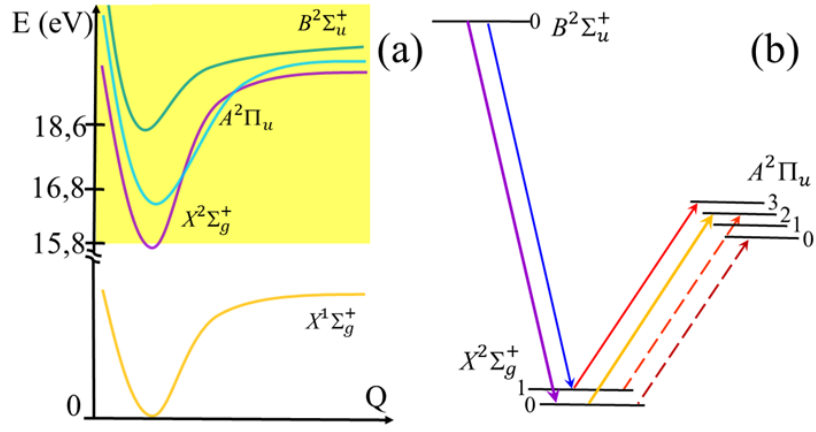 E (eV)
B²Σᵤ⁺
(a)
18,6
A²Πᵤ
16,8
X²Σg⁺
15,8
X¹Σg⁺
0
Q
0 B²Σᵤ⁺
(b)
A²Πᵤ
3
2
1
0
X²Σg⁺
1
0